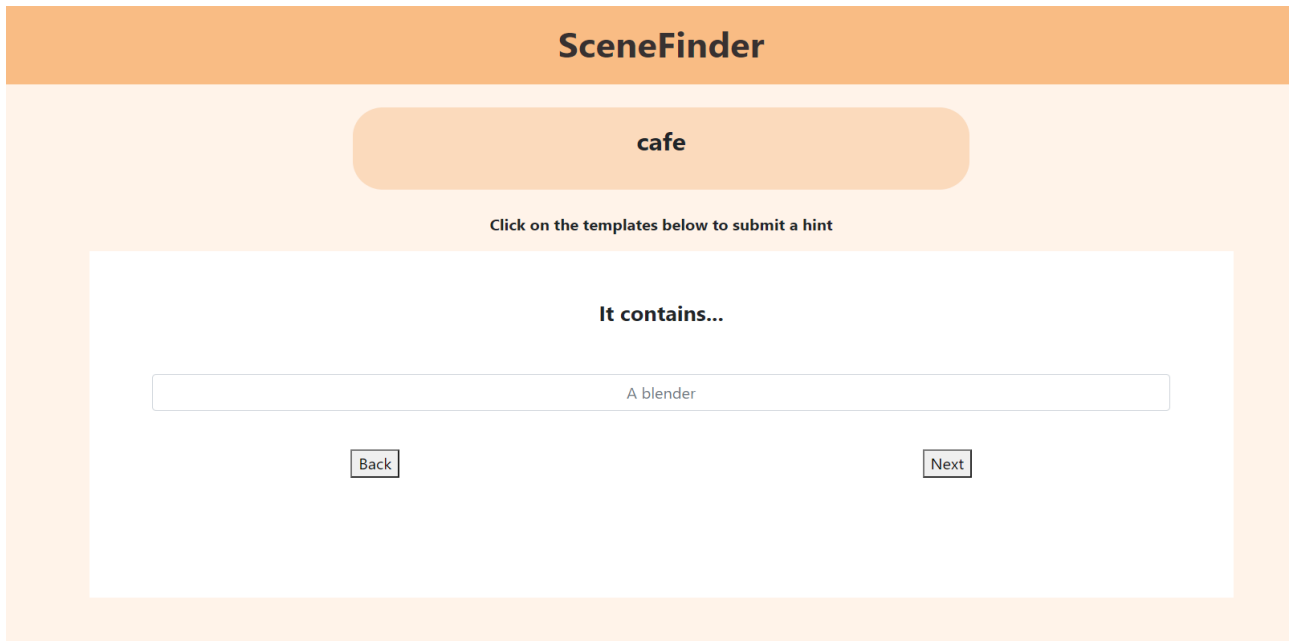 SceneFinder
cafe
Click on the templates below to submit a hint
It contains...
A blender
Back
Next